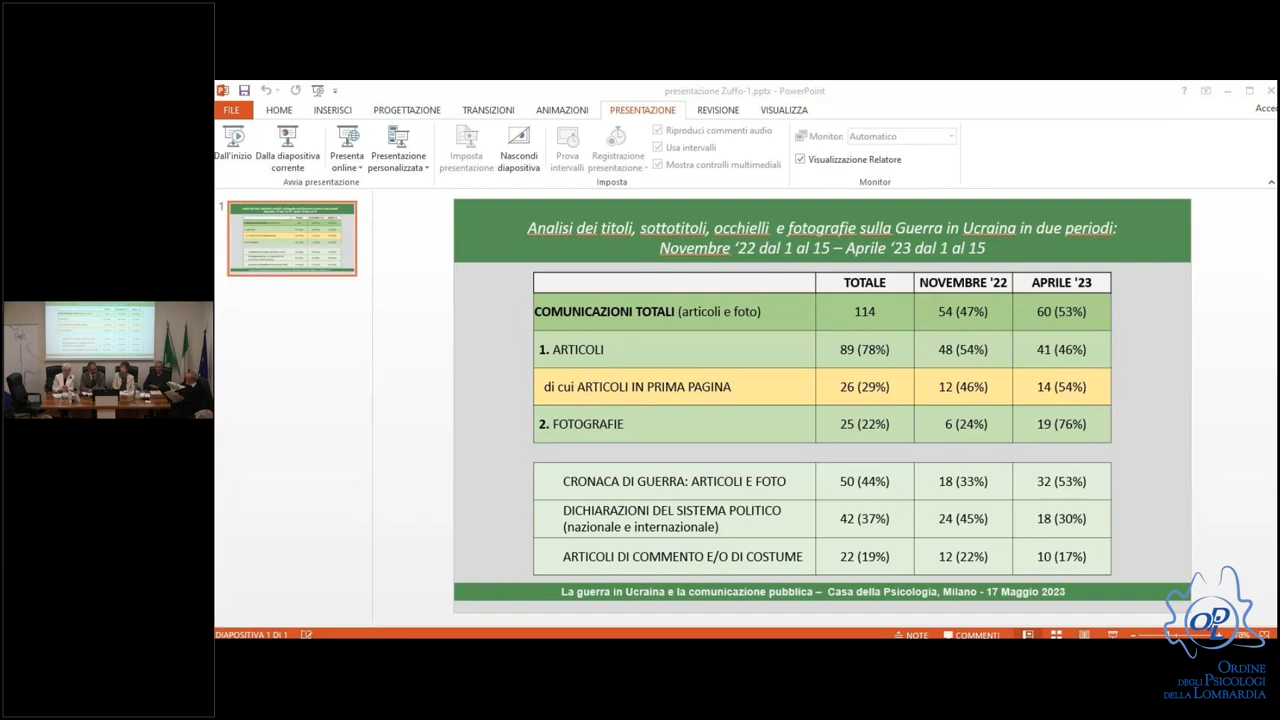 presentazione Zuffo-1.pptx - PowerPoint
FILE
HOME
INSERISCI
PROGETTAZIONE
TRANSIZIONI
ANIMAZIONI
PRESENTAZIONE
REVISIONE
VISUALIZZA
Acces
Dall'inizio
Dalla diapositiva
corrente
Presenta
online
Presentazione
personalizzata
Avvia presentazione
Imposta
presentazione
Nascondi
diapositiva
Prova
intervalli
Registrazione
presentazione
Riproduci commenti audio
Usa intervalli
Mostra controlli multimediali
Imposta
Monitor: Automatico
Visualizzazione Relatore
Monitor
1
Analisi dei titoli, sottotitoli, occhielli e fotografie sulla Guerra in Ucraina in due periodi:
Novembre ‘22 dal 1 al 15 – Aprile ‘23 dal 1 al 15
TOTALE NOVEMBRE '22 APRILE '23
COMUNICAZIONI TOTALI (articoli e foto) 114 54 (47%) 60 (53%)
1. ARTICOLI 89 (78%) 48 (54%) 41 (46%)
di cui ARTICOLI IN PRIMA PAGINA 26 (29%) 12 (46%) 14 (54%)
2. FOTOGRAFIE 25 (22%) 6 (24%) 19 (76%)
CRONACA DI GUERRA: ARTICOLI E FOTO 50 (44%) 18 (33%) 32 (53%)
DICHIARAZIONI DEL SISTEMA POLITICO
(nazionale e internazionale) 42 (37%) 24 (45%) 18 (30%)
ARTICOLI DI COMMENTO E/O DI COSTUME 22 (19%) 12 (22%) 10 (17%)
La guerra in Ucraina e la comunicazione pubblica – Casa della Psicologia, Milano - 17 Maggio 2023
DIAPOSITIVA 1 DI 1
NOTE
COMMENTI
78%
OPL
ORDINE
DEGLI PSICOLOGI
DELLA LOMBARDIA